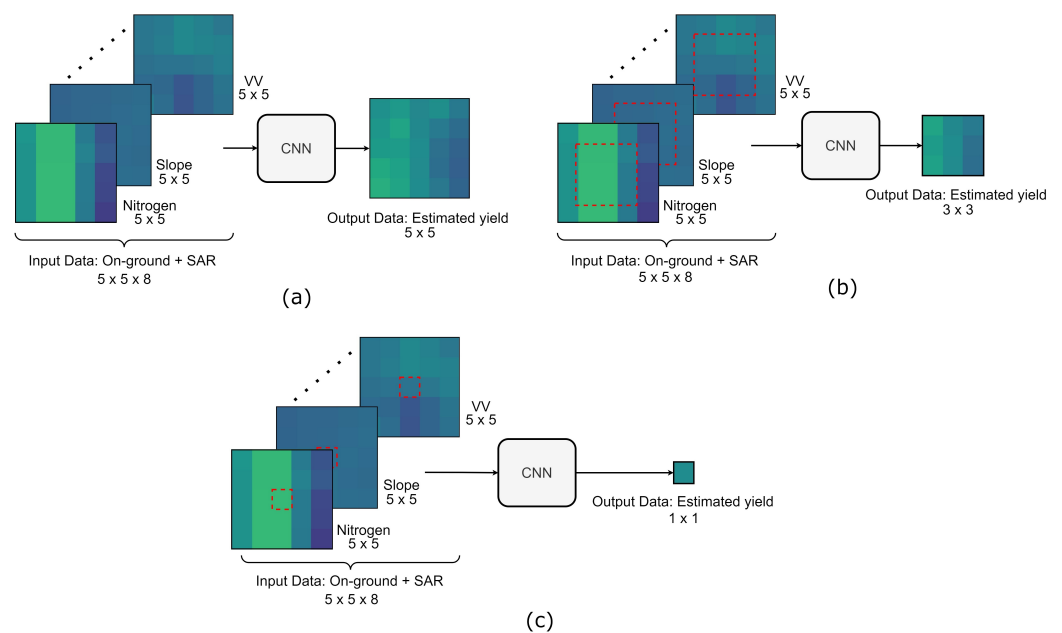 VV
5 x 5
Slope
5 x 5
Nitrogen
5 x 5
CNN
Output Data: Estimated yield
5 x 5
Input Data: On-ground + SAR
5 x 5 x 8
(a)
VV
5 x 5
Slope
5 x 5
Nitrogen
5 x 5
CNN
Output Data: Estimated yield
3 x 3
Input Data: On-ground + SAR
5 x 5 x 8
(b)
VV
5 x 5
Slope
5 x 5
Nitrogen
5 x 5
CNN
Output Data: Estimated yield
1 x 1
Input Data: On-ground + SAR
5 x 5 x 8
(c)